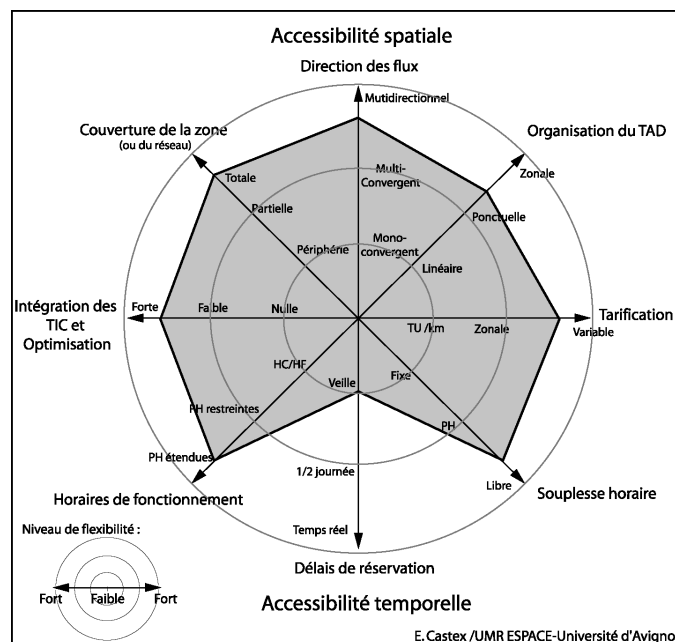 Accessibilité spatiale
Direction des flux
Mutidirectionnel
Couverture de la zone
(ou du réseau)
Organisation du TAD
Totale
Zonale
Multi-
Convergent
Partielle
Ponctuelle
Périphérie
Mono-
convergent
Linéaire
Intégration des
TIC et
Optimisation
Forte
Faible
Nulle
TU /km
Zonale
Variable
Tarification
HC/HF
Veille
Fixe
PH restreintes
PH
PH étendues
1/2 journée
Libre
Horaires de fonctionnement
Souplesse horaire
Niveau de flexibilité :
Temps réel
Délais de réservation
Fort
Faible
Fort
Accessibilité temporelle
E. Castex /UMR ESPACE-Université d'Avigno